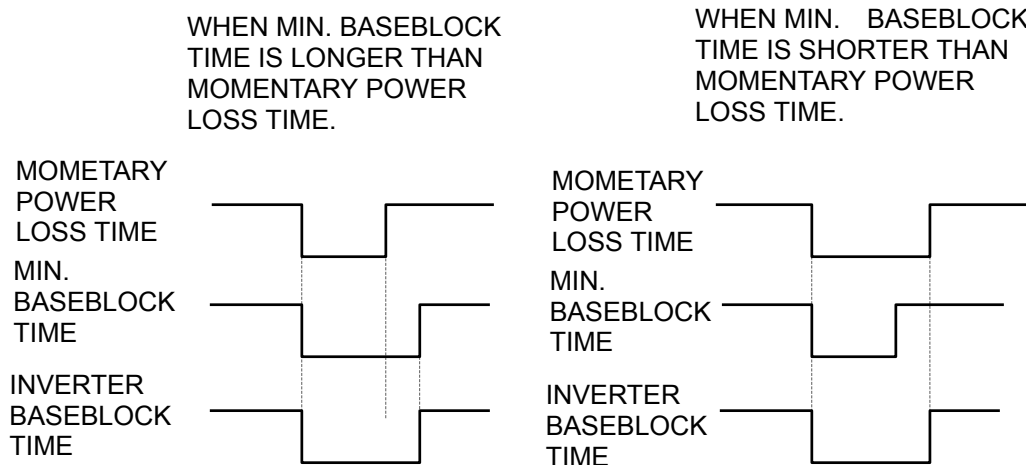 WHEN MIN. BASEBLOCK
TIME IS LONGER THAN
MOMENTARY POWER
LOSS TIME.
WHEN MIN. BASEBLOCK
TIME IS SHORTER THAN
MOMENTARY POWER
LOSS TIME.
MOMETARY
POWER
LOSS TIME
MIN.
BASEBLOCK
TIME
INVERTER
BASEBLOCK
TIME
MOMETARY
POWER
LOSS TIME
MIN.
BASEBLOCK
TIME
INVERTER
BASEBLOCK
TIME